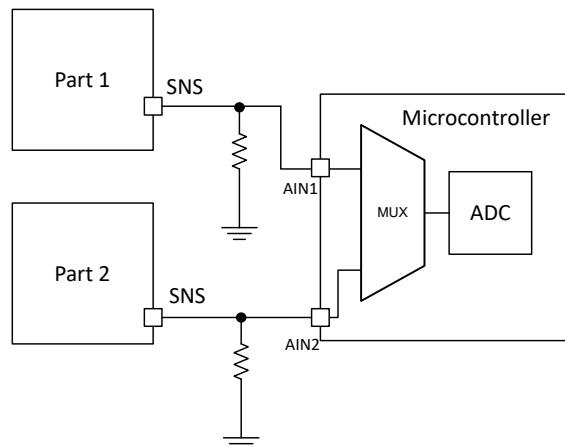 Part 1
SNS
Microcontroller
AIN1
MUX
ADC
Part 2
SNS
AIN2